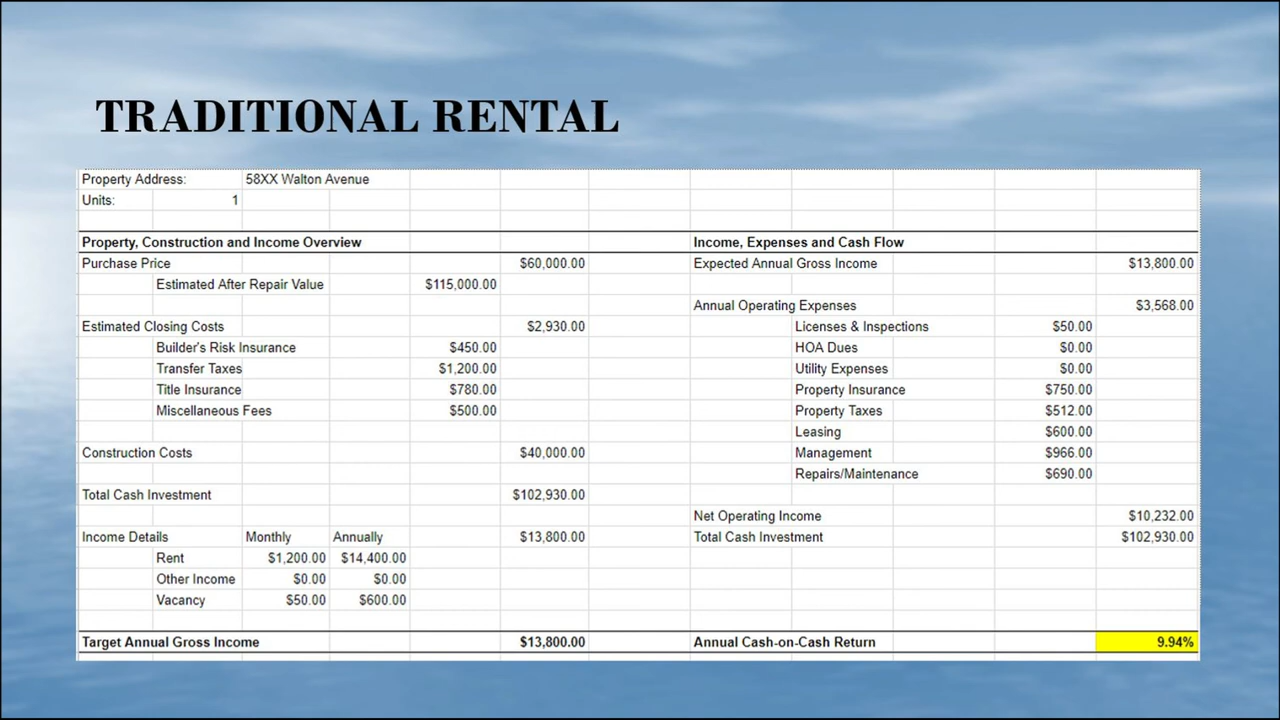 TRADITIONAL RENTAL
Property Address: 58XX Walton Avenue
Units: 1
Property, Construction and Income Overview Income, Expenses and Cash Flow
Purchase Price $60,000.00 Expected Annual Gross Income $13,800.00
Estimated After Repair Value $115,000.00
Annual Operating Expenses $3,568.00
Estimated Closing Costs $2,930.00 Licenses & Inspections $50.00
Builder's Risk Insurance $450.00 HOA Dues $0.00
Transfer Taxes $1,200.00 Utility Expenses $0.00
Title Insurance $780.00 Property Insurance $750.00
Miscellaneous Fees $500.00 Property Taxes $512.00
Leasing $600.00
Construction Costs $40,000.00 Management $966.00
Repairs/Maintenance $690.00
Total Cash Investment $102,930.00
Net Operating Income $10,232.00
Income Details Monthly Annually $13,800.00 Total Cash Investment $102,930.00
Rent $1,200.00 $14,400.00
Other Income $0.00 $0.00
Vacancy $50.00 $600.00
Target Annual Gross Income $13,800.00 Annual Cash-on-Cash Return 9.94%